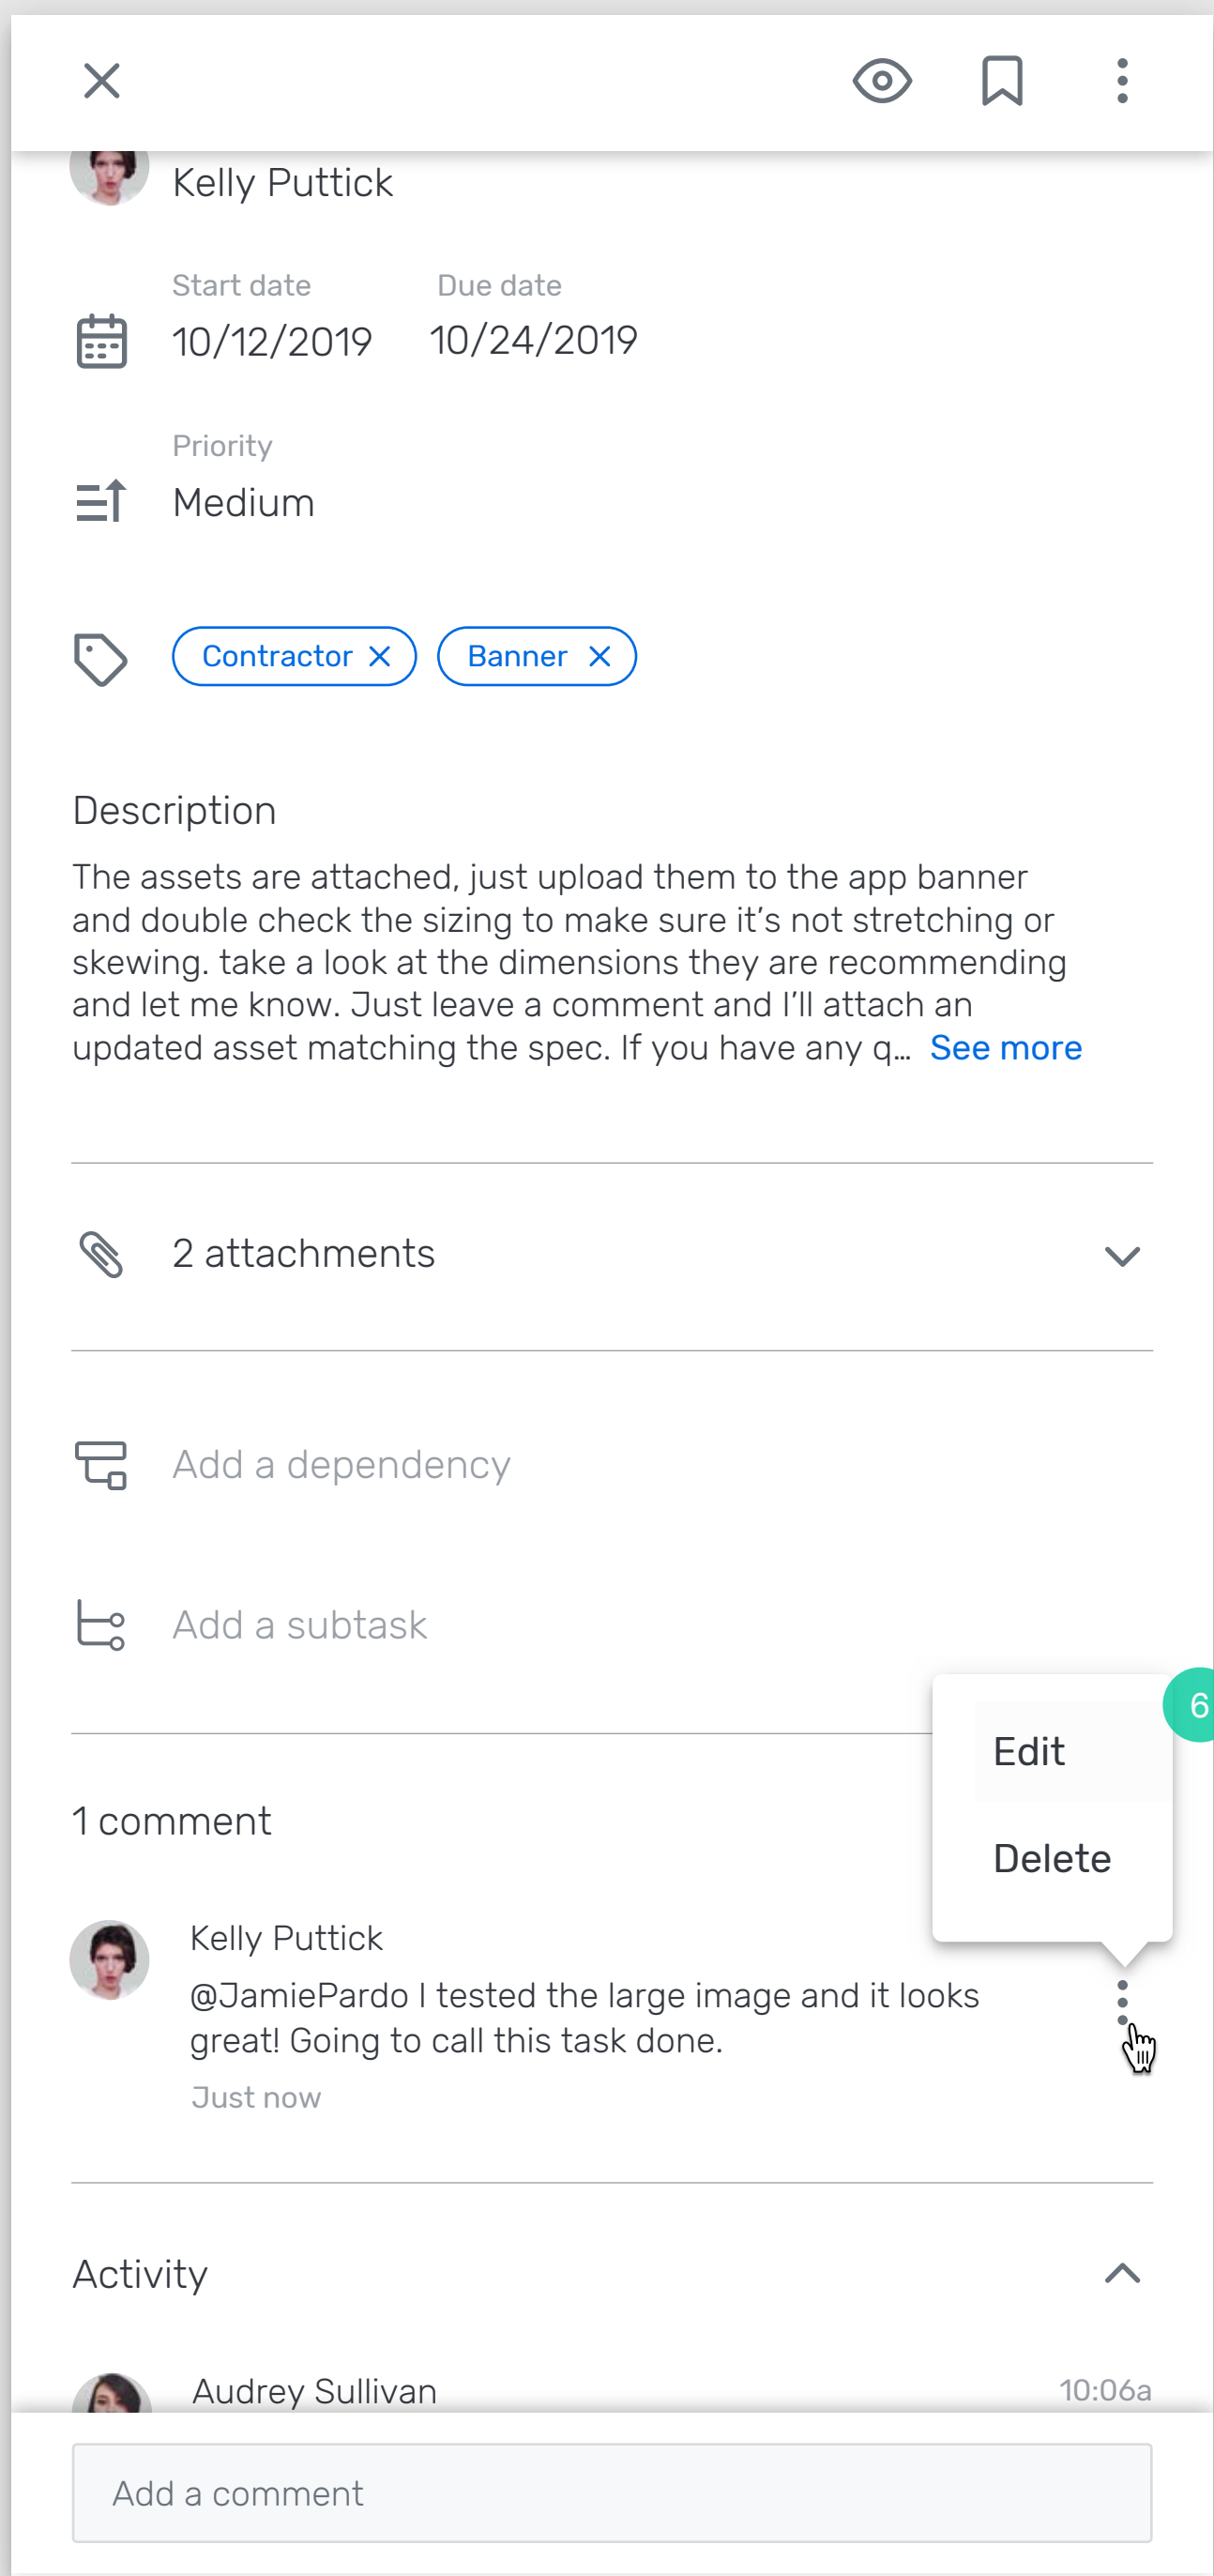 Kelly Puttick
Start date
Due date
10/12/2019
10/24/2019
Priority
Medium
Contractor
Banner
Description
The assets are attached, just upload them to the app banner
and double check the sizing to make sure it’s not stretching or
skewing. take a look at the dimensions they are recommending
and let me know. Just leave a comment and I’ll attach an
updated asset matching the spec. If you have any q... See more
2 attachments
Add a dependency
Add a subtask
6
Edit
Delete
1 comment
Kelly Puttick
@JamiePardo I tested the large image and it looks
great! Going to call this task done.
Just now
Activity
Audrey Sullivan
10:06a
Add a comment